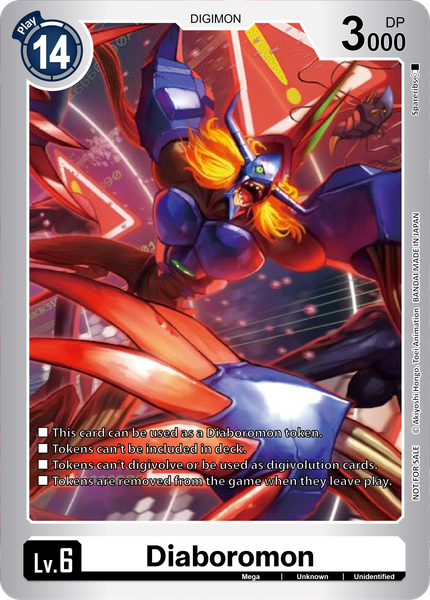 Play
14
DIGIMON
DP
3000
Spareribs
© Akiyoshi Hongo, Toei Animation BANDAI MADE IN JAPAN
NOT FOR SALE
■ This card can be used as a Diaboromon token.
■ Tokens can't be included in deck.
■ Tokens can't digivolve or be used as digivolution cards.
■ Tokens are removed from the game when they leave play.
Lv.6
Diaboromon
Mega | Unknown | Unidentified